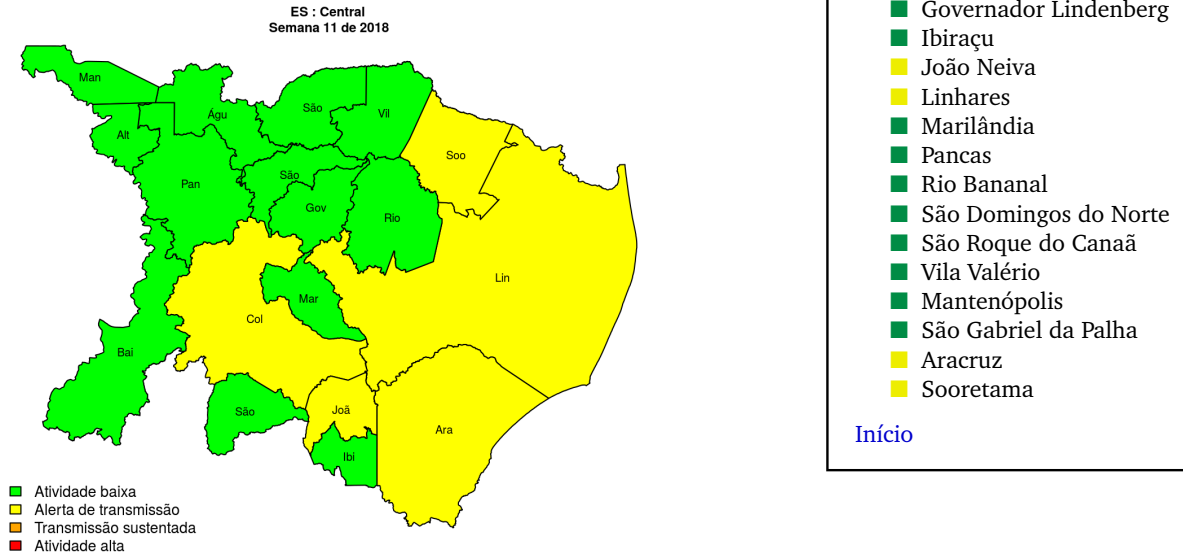 ES : Central
Semana 11 de 2018
Man
Águ
São
Vil
Alt
Soo
Pan
São
Gov
Rio
Lin
Mar
Col
Bai
São
Joã
Ara
Ibi
Atividade baixa
Alerta de transmissão
Transmissão sustentada
Atividade alta
Governador Lindenberg
Ibiraçu
João Neiva
Linhares
Marilândia
Pancas
Rio Bananal
São Domingos do Norte
São Roque do Canaã
Vila Valério
Mantenópolis
São Gabriel da Palha
Aracruz
Sooretama
Início